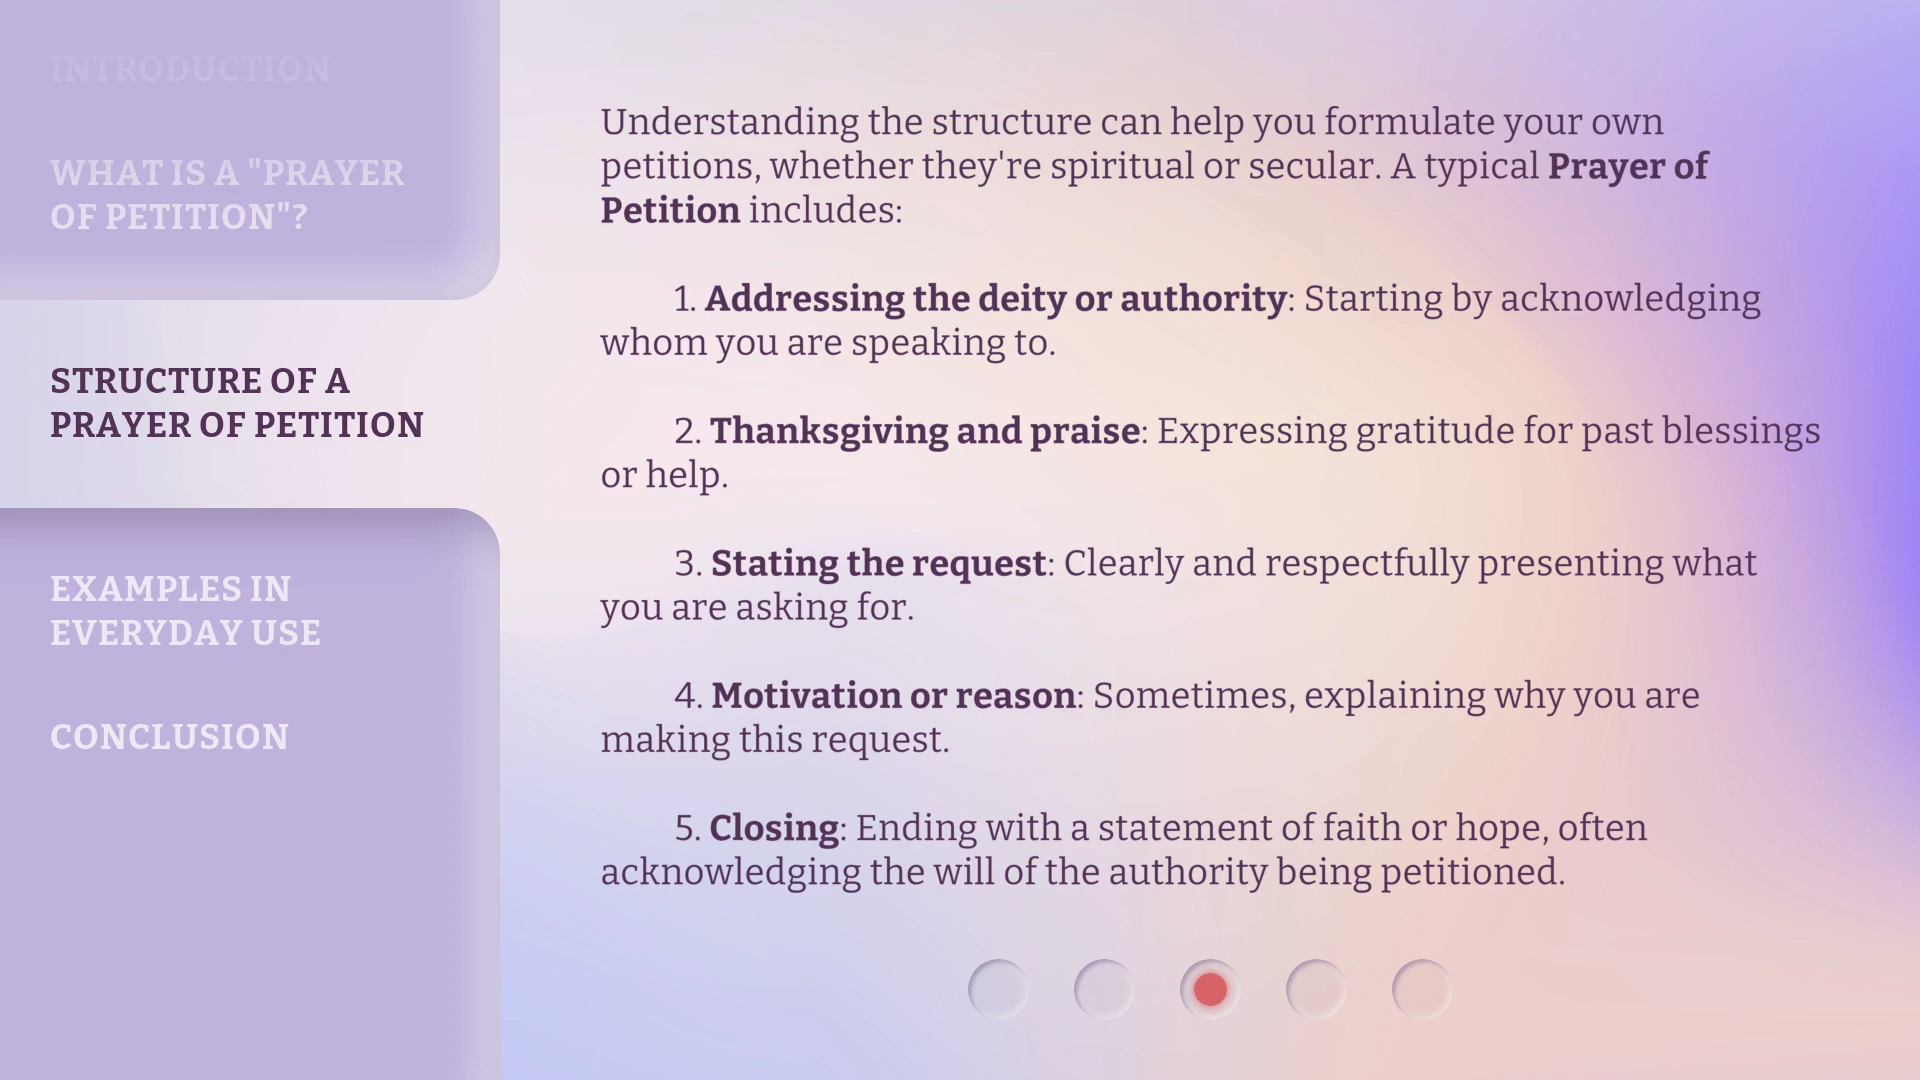 INTRODUCTION
WHAT IS A "PRAYER
OF PETITION"?
STRUCTURE OF A
PRAYER OF PETITION
EXAMPLES IN
EVERYDAY USE
CONCLUSION
Understanding the structure can help you formulate your own
petitions, whether they're spiritual or secular. A typical Prayer of
Petition includes:
1. Addressing the deity or authority: Starting by acknowledging
whom you are speaking to.
2. Thanksgiving and praise: Expressing gratitude for past blessings
or help.
3. Stating the request: Clearly and respectfully presenting what
you are asking for.
4. Motivation or reason: Sometimes, explaining why you are
making this request.
5. Closing: Ending with a statement of faith or hope, often
acknowledging the will of the authority being petitioned.